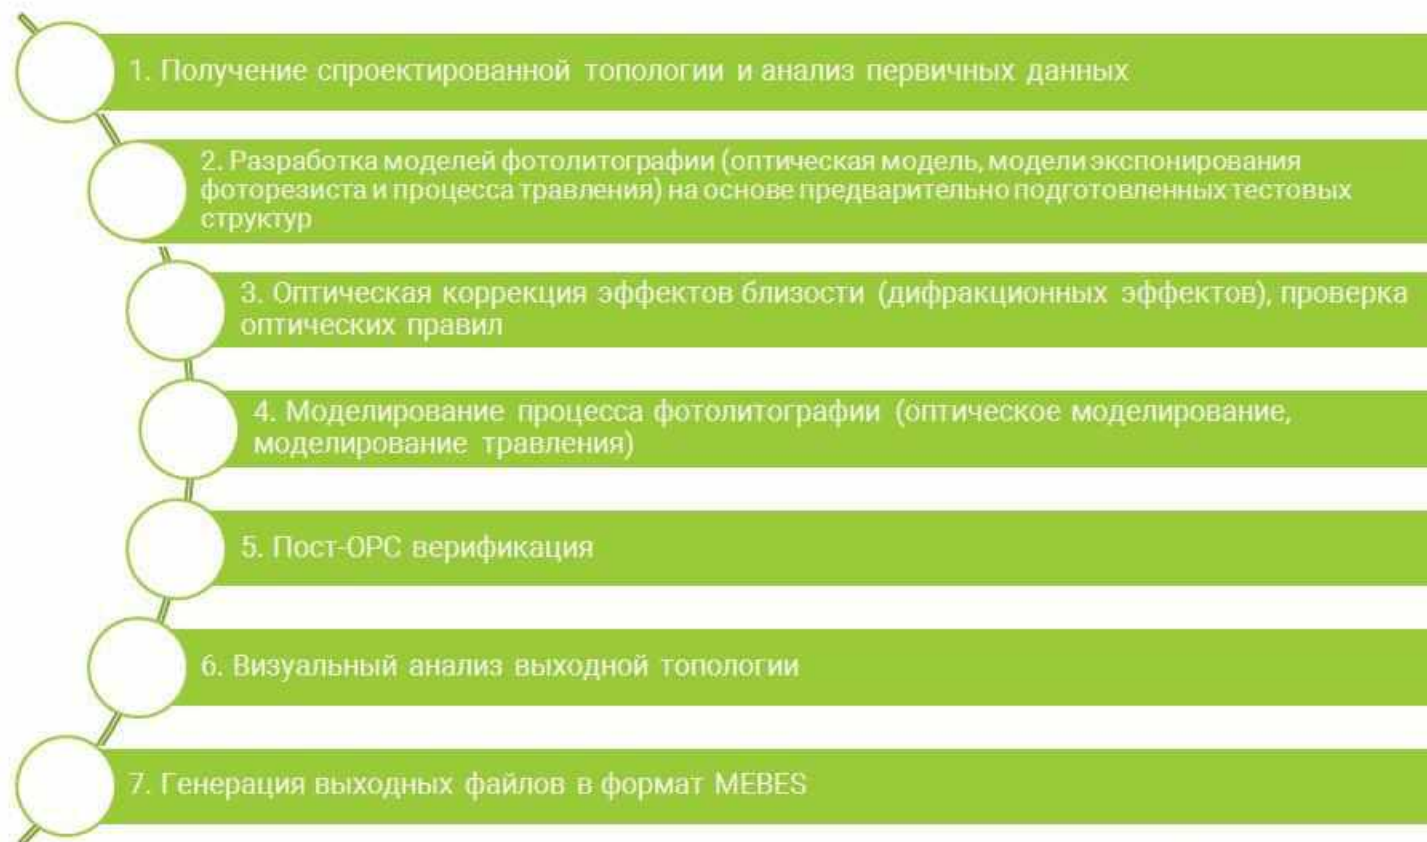 1. Получение спроектированной топологии и анализ первичных данных
2. Разработка моделей фотолитографии (оптическая модель, модели экспонирования
фоторезиста и процесса травления) на основе предварительно подготовленных тестовых
структур
3. Оптическая коррекция эффектов близости (дифракционных эффектов), проверка
оптических правил
4. Моделирование процесса фотолитографии (оптическое моделирование,
моделирование травления)
5. Пост-OPC верификация
6. Визуальный анализ выходной топологии
7. Генерация выходных файлов в формат MEBES